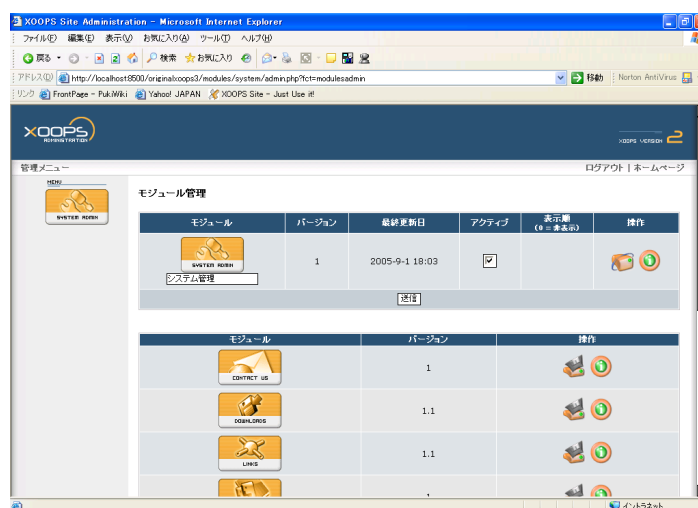 XOOPS Site Administration - Microsoft Internet Explorer
ファイル(F) 編集(E) 表示(V) お気に入り(A) ツール(T) ヘルプ(H)
戻る 検索 お気に入り
アドレス(D) http://localhost8500/originalxoops3/modules/system/admin.php?fct=modulesadmin 移動 Norton AntiVirus
リンク FrontPage - PukiWiki Yahoo! JAPAN XOOPS Site - Just Use it!
XOOPS
ADMINISTRATION
XOOPS VERSION 2
管理メニュー ログアウト | ホームページ
MENU
SYSTEM ADMIN
モジュール管理
モジュール バージョン 最終更新日 アクティブ 表示順 (0 = 非表示) 操作
SYSTEM ADMIN
システム管理
1 2005-9-1 18:03
送信
モジュール バージョン 操作
CONTACT US 1
DOWNLOADS 1.1
LINKS 1.1
イントラネット